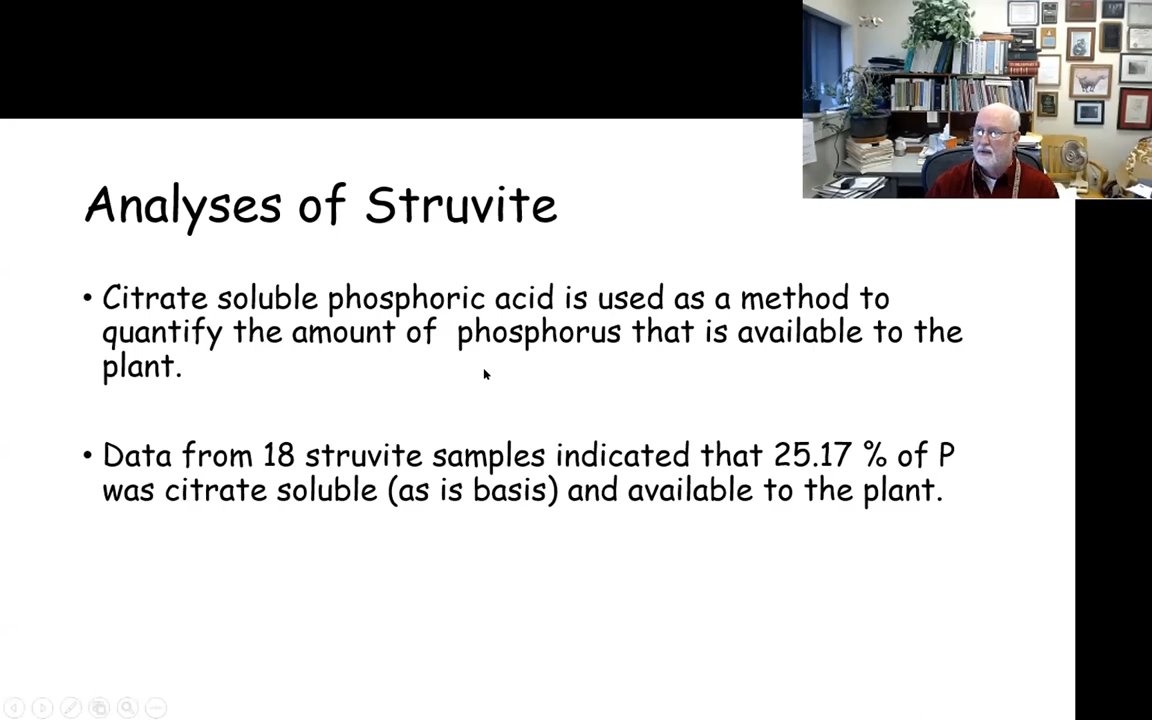 Analyses of Struvite
• Citrate soluble phosphoric acid is used as a method to
quantify the amount of  phosphorus that is available to the
plant.
• Data from 18 struvite samples indicated that 25.17 % of P
was citrate soluble (as is basis) and available to the plant.